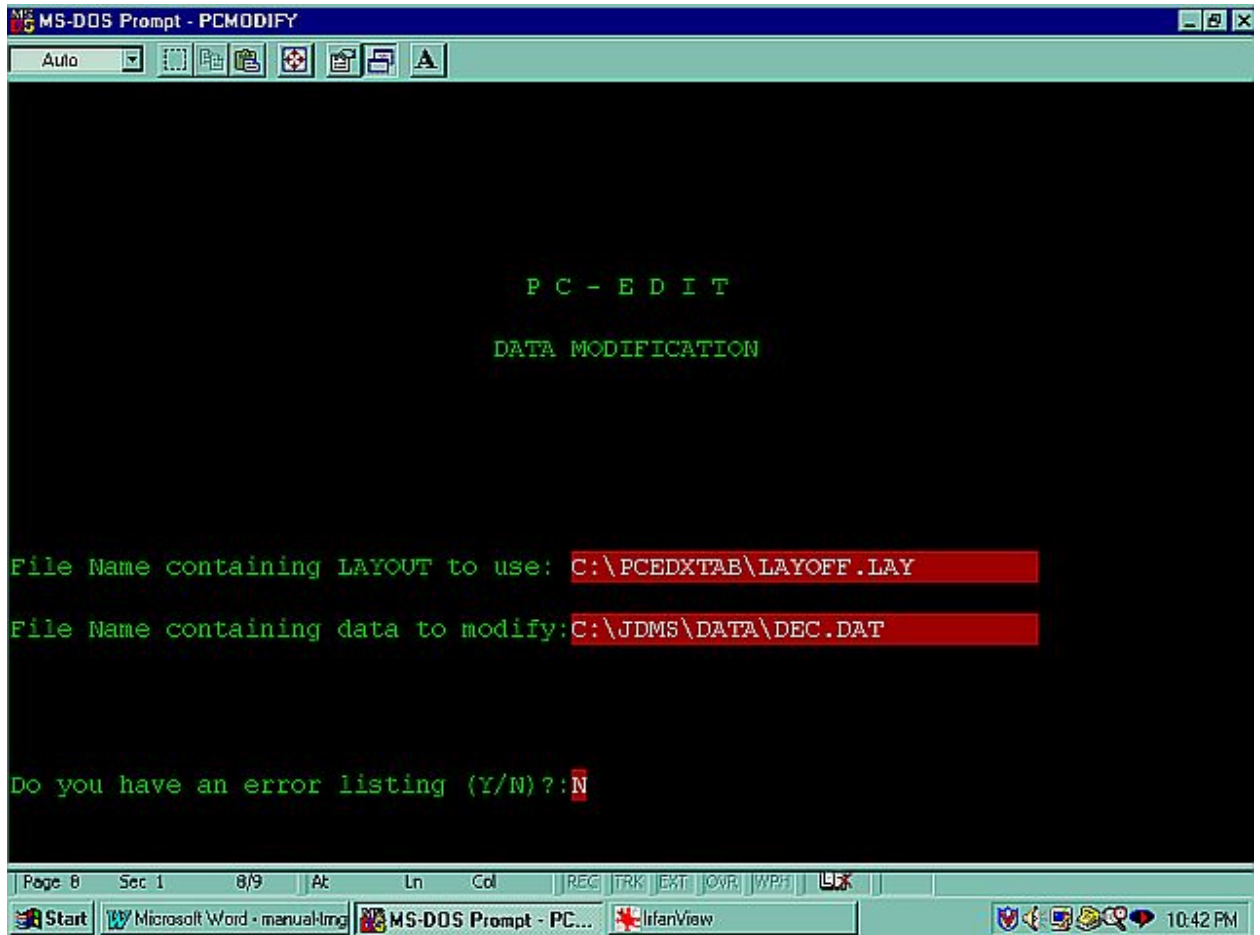 MS-DOS Prompt - PCMODIFY
Auto
A
P C - E D I T
DATA MODIFICATION
File Name containing LAYOUT to use: C:\PCEDXTAB\LAYOFF.LAY
File Name containing data to modify:C:\JDMS\DATA\DEC.DAT
Do you have an error listing (Y/N)?:N
Page 8 Sec 1 8/9 At Ln Col REC TRK EXT OVR WPH
Start Microsoft Word - MS-DOS Prompt - PC... IrfanView 10:42 PM